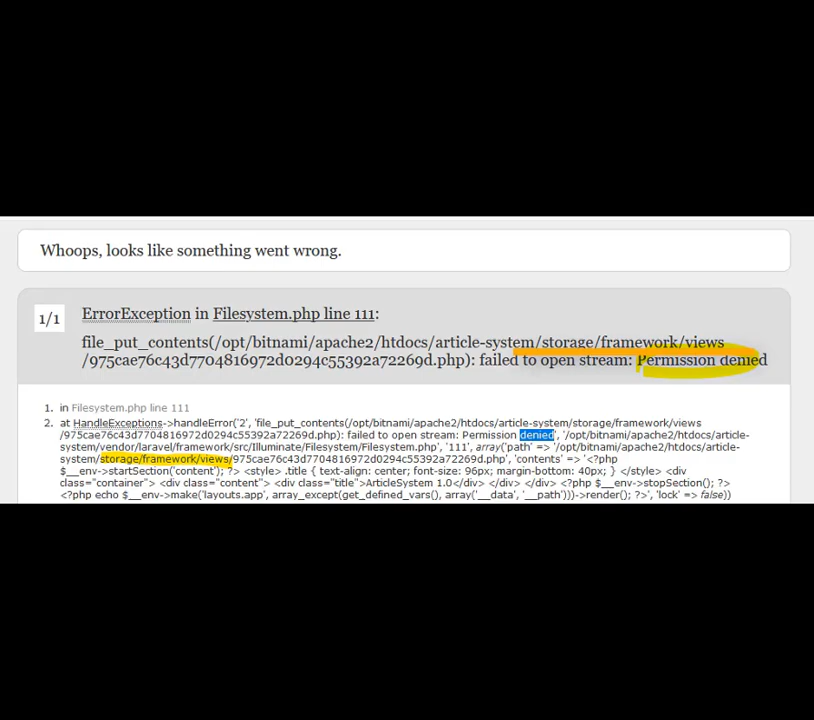 Whoops, looks like something went wrong.
1/1
ErrorException in Filesystem.php line 111:
file_put_contents(/opt/bitnami/apache2/htdocs/article-system/storage/framework/views
/975cae76c43d7704816972d0294c55392a72269d.php): failed to open stream: Permission denied
1. in Filesystem.php line 111
2. at HandleExceptions->handleError('2', 'file_put_contents(/opt/bitnami/apache2/htdocs/article-system/storage/framework/views
/975cae76c43d7704816972d0294c55392a72269d.php): failed to open stream: Permission denied', '/opt/bitnami/apache2/htdocs/article-
system/vendor/laravel/framework/src/Illuminate/Filesystem/Filesystem.php', '111', array('path' => '/opt/bitnami/apache2/htdocs/article-
system/storage/framework/views/975cae76c43d7704816972d0294c55392a72269d.php', 'contents' => '<?php
$__env->startSection('content'); ?> <style> .title { text-align: center; font-size: 96px; margin-bottom: 40px; } </style> <div
class="container"> <div class="content"> <div class="title">ArticleSystem 1.0</div> </div> </div> <?php $__env->stopSection(); ?>
<?php echo $__env->make('layouts.app', array_except(get_defined_vars(), array('__data', '__path')))->render(); ?>', 'lock' => false))